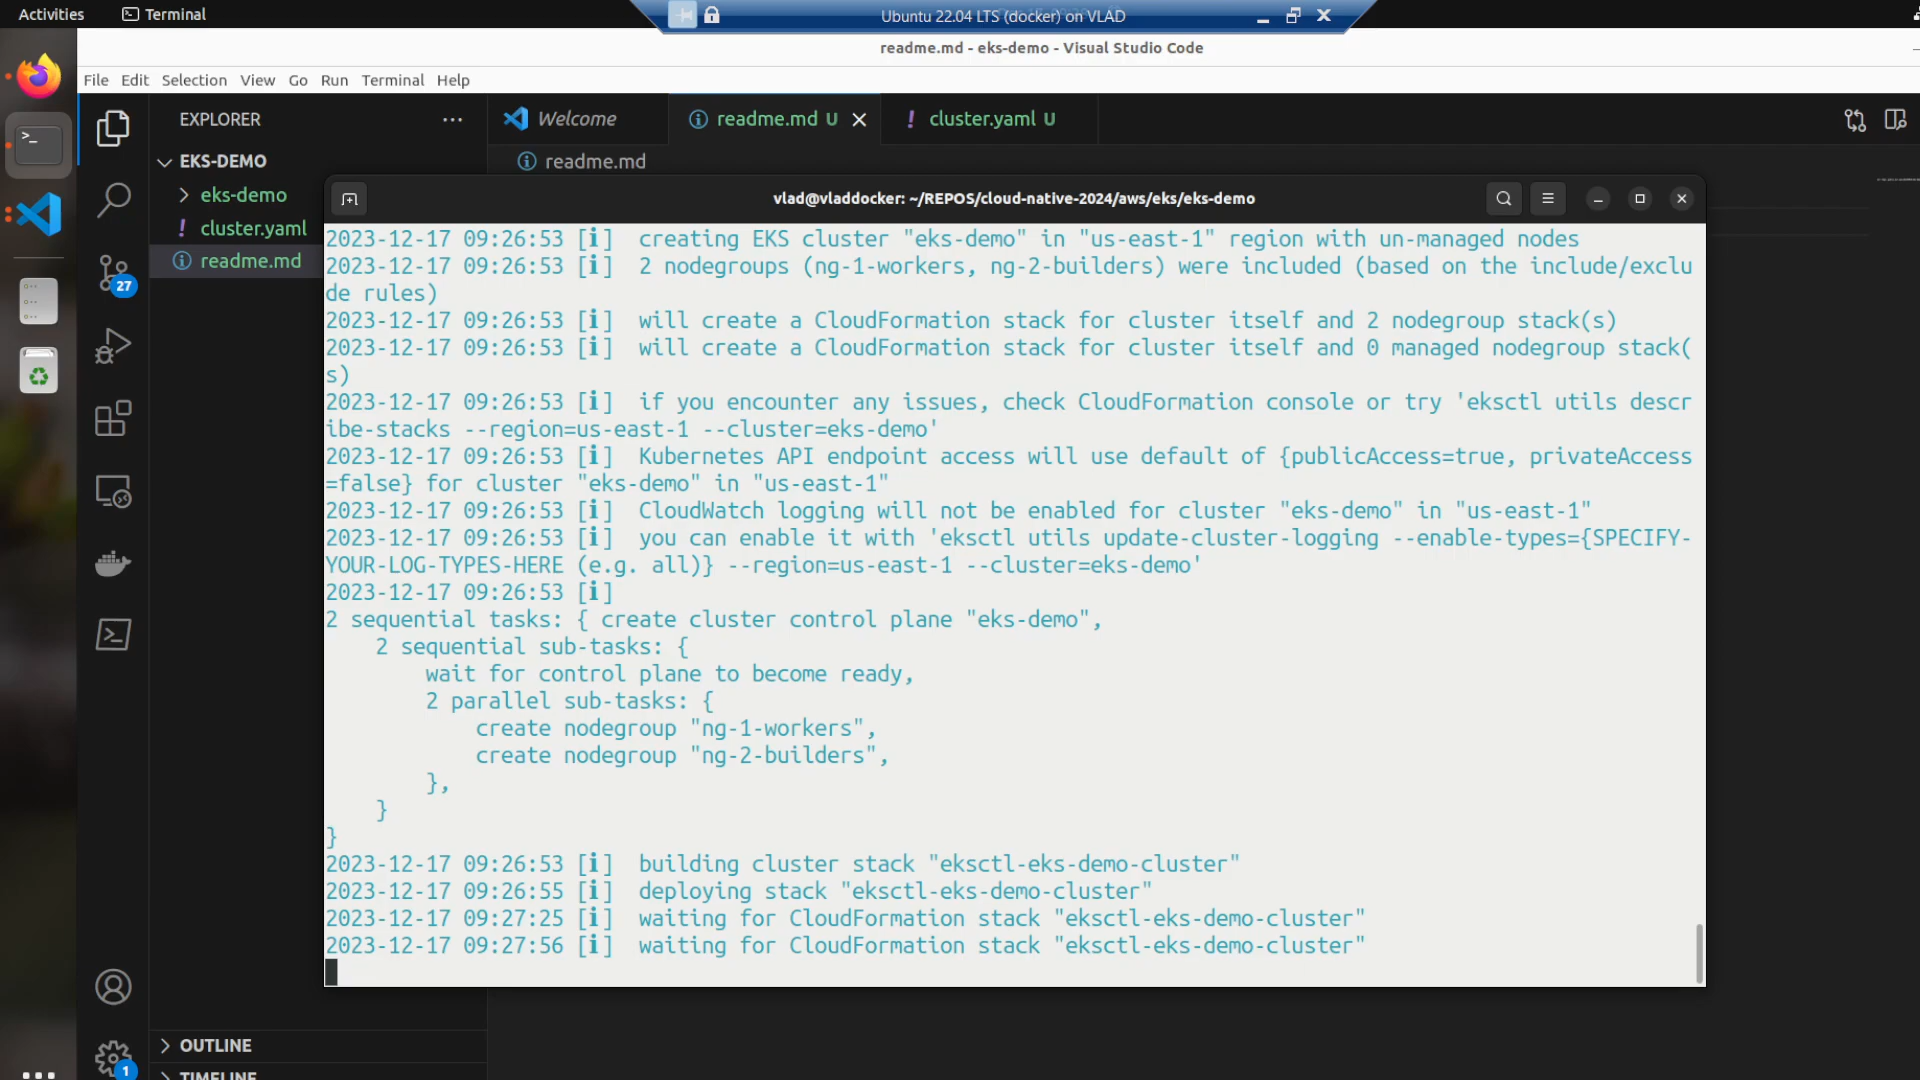 Activities
Terminal
Ubuntu 22.04 LTS (docker) on VLAD
readme.md - eks-demo - Visual Studio Code
File Edit Selection View Go Run Terminal Help
EXPLORER
Welcome
readme.md U
! cluster.yaml U
EKS-DEMO
readme.md
eks-demo
! cluster.yaml
readme.md
27
vlad@vladdocker: ~/REPOS/cloud-native-2024/aws/eks/eks-demo
2023-12-17 09:26:53 [ℹ]  creating EKS cluster "eks-demo" in "us-east-1" region with un-managed nodes
2023-12-17 09:26:53 [ℹ]  2 nodegroups (ng-1-workers, ng-2-builders) were included (based on the include/exclu
de rules)
2023-12-17 09:26:53 [ℹ]  will create a CloudFormation stack for cluster itself and 2 nodegroup stack(s)
2023-12-17 09:26:53 [ℹ]  will create a CloudFormation stack for cluster itself and 0 managed nodegroup stack(
s)
2023-12-17 09:26:53 [ℹ]  if you encounter any issues, check CloudFormation console or try 'eksctl utils descr
ibe-stacks --region=us-east-1 --cluster=eks-demo'
2023-12-17 09:26:53 [ℹ]  Kubernetes API endpoint access will use default of {publicAccess=true, privateAccess
=false} for cluster "eks-demo" in "us-east-1"
2023-12-17 09:26:53 [ℹ]  CloudWatch logging will not be enabled for cluster "eks-demo" in "us-east-1"
2023-12-17 09:26:53 [ℹ]  you can enable it with 'eksctl utils update-cluster-logging --enable-types={SPECIFY-
YOUR-LOG-TYPES-HERE (e.g. all)} --region=us-east-1 --cluster=eks-demo'
2023-12-17 09:26:53 [ℹ]
2 sequential tasks: { create cluster control plane "eks-demo",
    2 sequential sub-tasks: {
        wait for control plane to become ready,
        2 parallel sub-tasks: {
            create nodegroup "ng-1-workers",
            create nodegroup "ng-2-builders",
        },
    }
}
2023-12-17 09:26:53 [ℹ]  building cluster stack "eksctl-eks-demo-cluster"
2023-12-17 09:26:55 [ℹ]  deploying stack "eksctl-eks-demo-cluster"
2023-12-17 09:27:25 [ℹ]  waiting for CloudFormation stack "eksctl-eks-demo-cluster"
2023-12-17 09:27:56 [ℹ]  waiting for CloudFormation stack "eksctl-eks-demo-cluster"
OUTLINE
1
TIMELINE